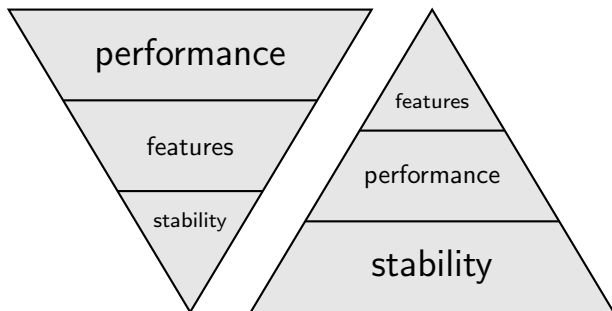 performance
features
stability
features
performance
stability